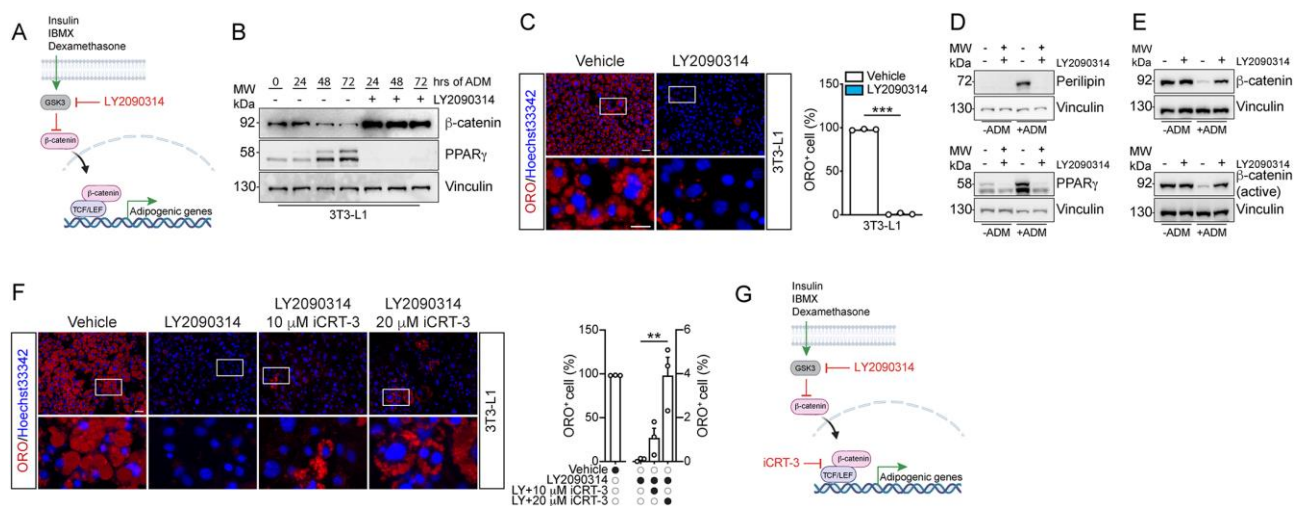 A
Insulin
IBMX
Dexamethasone
GSK3
LY2090314
β-catenin
β-catenin
TCF/LEF
Adipogenic genes
B
MW
kDa
0 24 48 72 24 48 72 hrs of ADM
- - - - + + + LY2090314
92
β-catenin
58
PPARγ
130
Vinculin
3T3-L1
C
Vehicle
LY2090314
ORO/Hoechst33342
3T3-L1
Vehicle
LY2090314
ORO⁺ cell (%)
150
100
50
0
***
3T3-L1
D
MW
kDa
- + - +
LY2090314
72
Perilipin
130
Vinculin
-ADM +ADM
MW
kDa
- + - +
LY2090314
58
PPARγ
130
Vinculin
-ADM +ADM
E
MW
kDa
- + - +
LY2090314
92
β-catenin
130
Vinculin
-ADM +ADM
MW
kDa
- + - +
LY2090314
92
β-catenin
(active)
130
Vinculin
-ADM +ADM
F
Vehicle
LY2090314
LY2090314
10 μM iCRT-3
LY2090314
20 μM iCRT-3
ORO/Hoechst33342
3T3-L1
ORO⁺ cell (%)
150
100
50
0
**
6
4
2
0
ORO⁺ cell (%)
Vehicle
LY2090314
LY+10 μM iCRT-3
LY+20 μM iCRT-3
G
Insulin
IBMX
Dexamethasone
GSK3
LY2090314
β-catenin
iCRT-3
β-catenin
TCF/LEF
Adipogenic genes